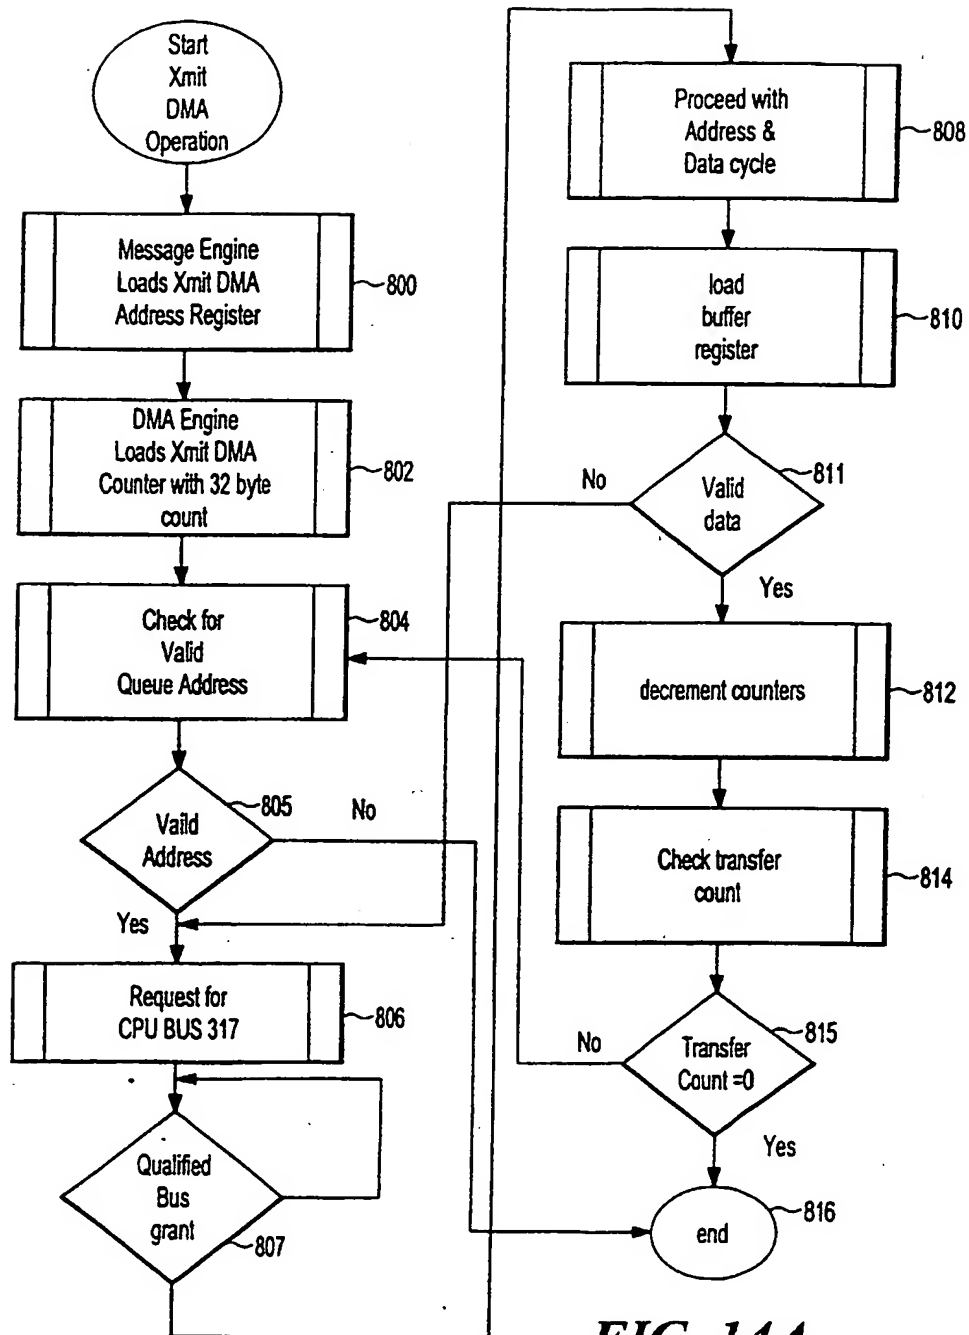 Start
Xmit
DMA
Operation
Message Engine
Loads Xmit DMA
Address Register
800
DMA Engine
Loads Xmit DMA
Counter with 32 byte
count
802
Check for
Valid
Queue Address
804
Vaild
Address
805
No
Yes
Request for
CPU BUS 317
806
Qualified
Bus
grant
807
Proceed with
Address &
Data cycle
808
load
buffer
register
810
Valid
data
811
No
Yes
decrement counters
812
Check transfer
count
814
Transfer
Count =0
815
No
Yes
end
816
FIG. 14A